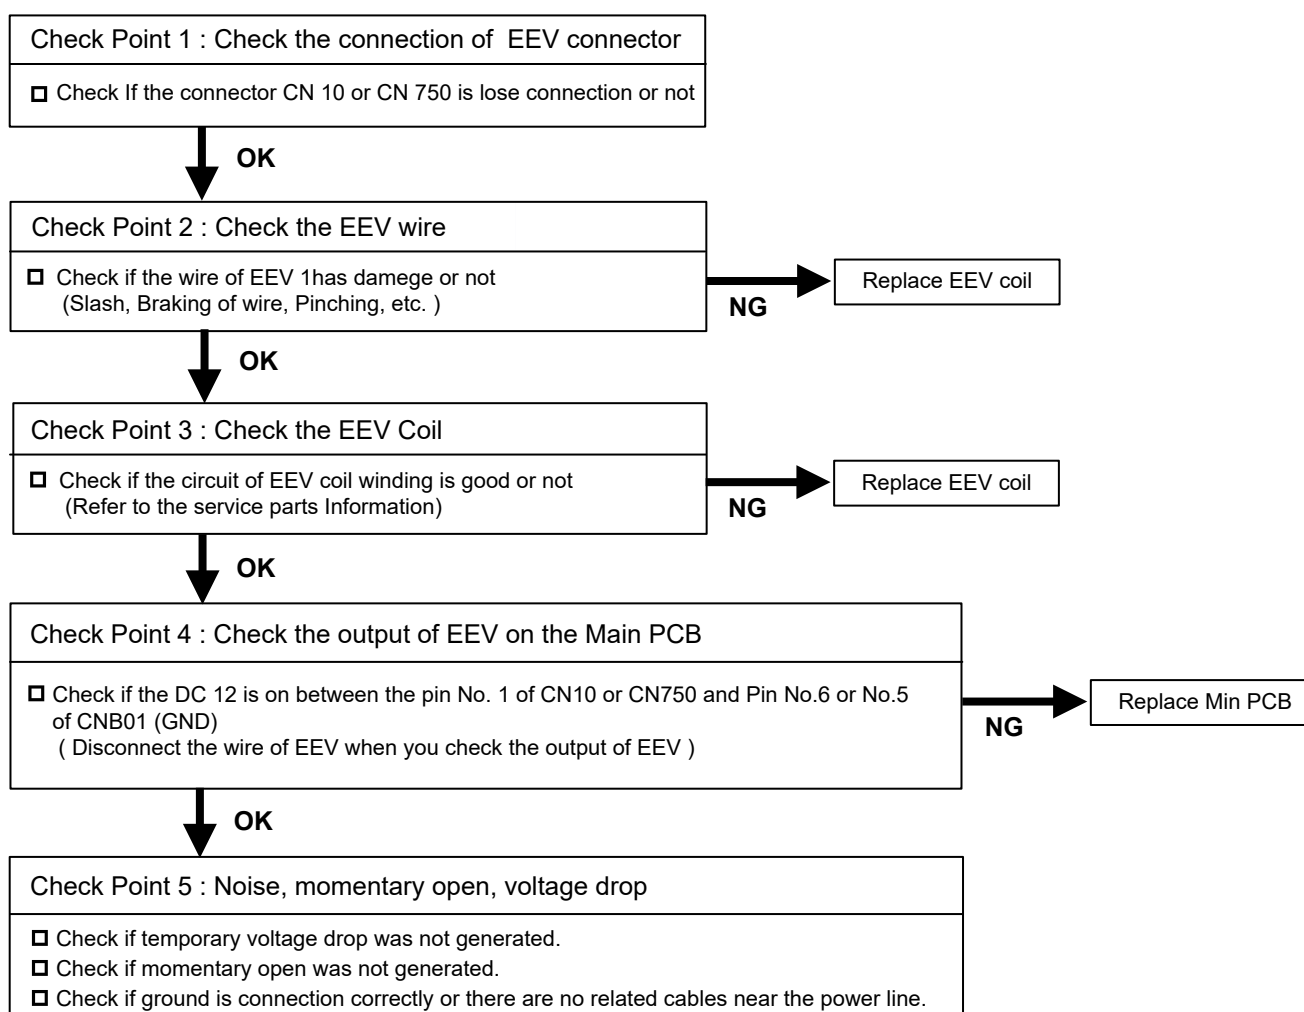 Check Point 1 : Check the connection of EEV connector
Check If the connector CN 10 or CN 750 is lose connection or not
OK
Check Point 2 : Check the EEV wire
Check if the wire of EEV 1has damege or not
(Slash, Braking of wire, Pinching, etc. )
NG
Replace EEV coil
OK
Check Point 3 : Check the EEV Coil
Check if the circuit of EEV coil winding is good or not
(Refer to the service parts Information)
NG
Replace EEV coil
OK
Check Point 4 : Check the output of EEV on the Main PCB
Check if the DC 12 is on between the pin No. 1 of CN10 or CN750 and Pin No.6 or No.5
of CNB01 (GND)
( Disconnect the wire of EEV when you check the output of EEV )
NG
Replace Min PCB
OK
Check Point 5 : Noise, momentary open, voltage drop
Check if temporary voltage drop was not generated.
Check if momentary open was not generated.
Check if ground is connection correctly or there are no related cables near the power line.